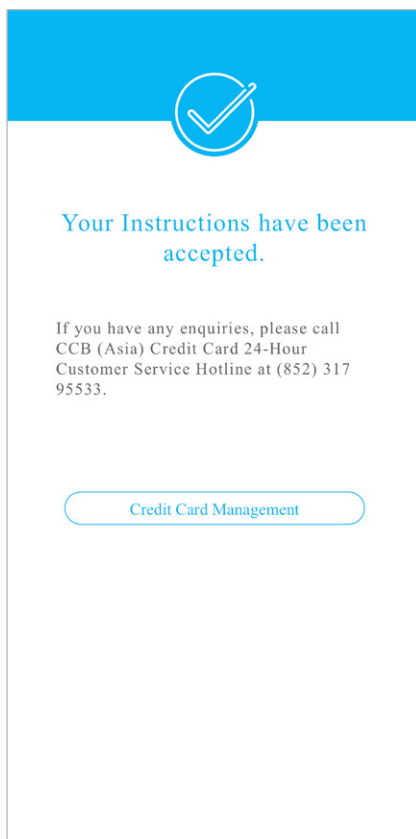 Your Instructions have been
accepted.
If you have any enquiries, please call
CCB (Asia) Credit Card 24-Hour
Customer Service Hotline at (852) 317
95533.
Credit Card Management